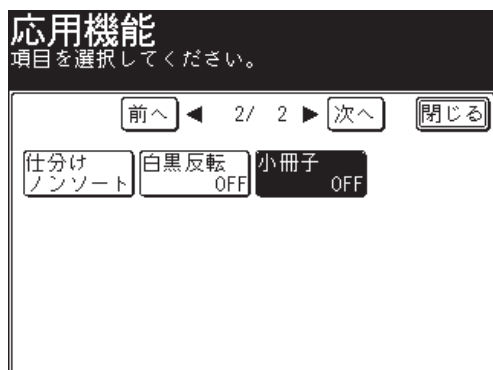 応用機能
項目を選択してください。
前へ ◀ 2/ 2 ▶ 次へ 閉じる
仕分け 白黒反転 小冊子
ノンソート OFF OFF